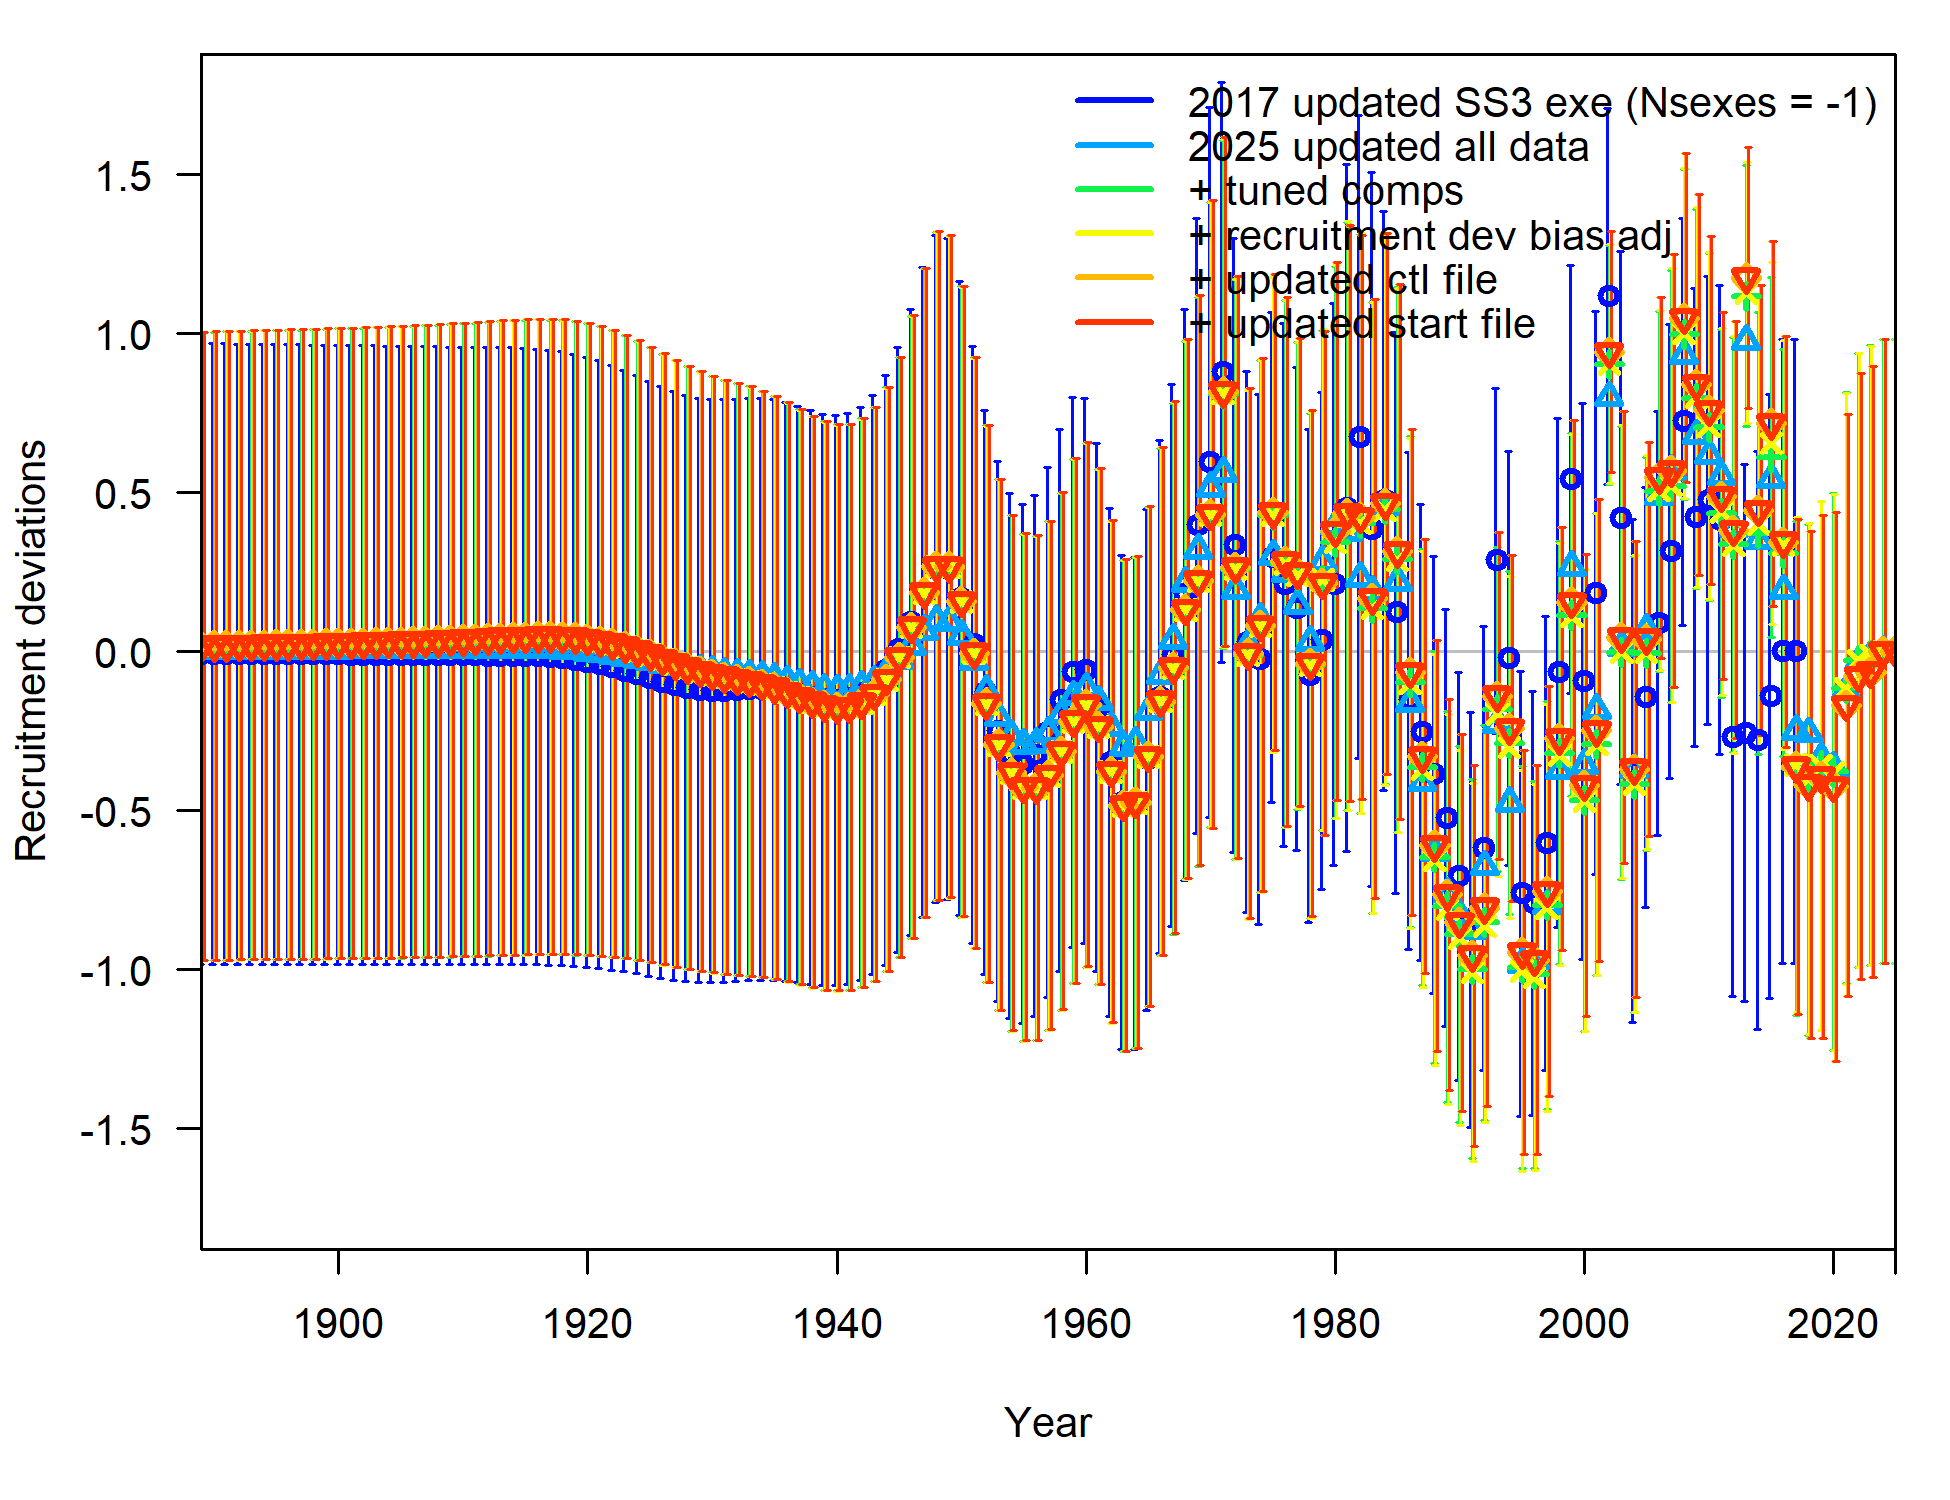 2017 updated SS3 exe (Nsexes = -1)
2025 updated all data
+ tuned comps
+ recruitment dev bias adj
+ updated ctl file
+ updated start file
1.5
1.0
0.5
0.0
-0.5
-1.0
-1.5
Recruitment deviations
1900 1920 1940 1960 1980 2000 2020
Year